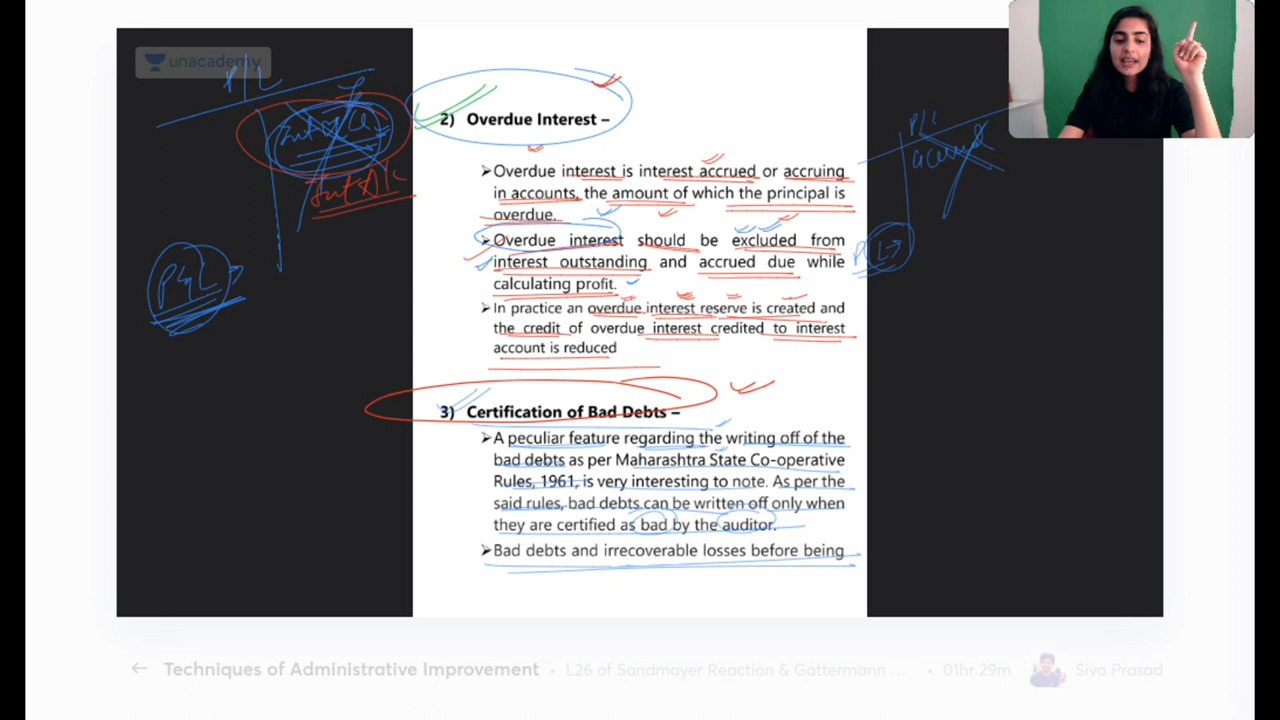 unacademy
P/L
2) Overdue Interest –
P/L
accrued
➢Overdue interest is interest accrued or accruing
in accounts, the amount of which the principal is
overdue.
➢Overdue interest should be excluded from
interest outstanding and accrued due while
calculating profit.
➢In practice an overdue interest reserve is created and
the credit of overdue interest credited to interest
account is reduced
3) Certification of Bad Debts –
➢A peculiar feature regarding the writing off of the
bad debts as per Maharashtra State Co-operative
Rules, 1961, is very interesting to note. As per the
said rules, bad debts can be written off only when
they are certified as bad by the auditor.
➢Bad debts and irrecoverable losses before being
← Techniques of Administrative Improvement • L26 of Sandmayer Reaction & Gattermann ... • 01hr 29m Siva Prasad